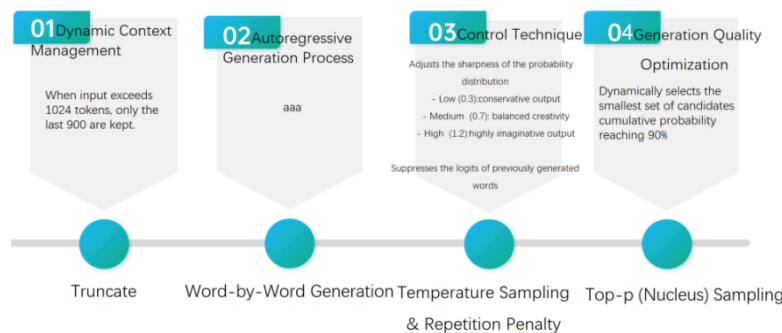 01 Dynamic Context
Management
When input exceeds
1024 tokens, only the
last 900 are kept.
Truncate
02 Autoregressive
Generation Process
aaa
Word-by-Word Generation
03 Control Technique
Adjusts the sharpness of the probability
distribution
- Low (0.3):conservative output
- Medium (0.7): balanced creativity
- High (1.2):highly imaginative output
Suppresses the logits of previously generated
words
Temperature Sampling
& Repetition Penalty
04 Generation Quality
Optimization
Dynamically selects the
smallest set of candidates
cumulative probability
reaching 90%
Top-p (Nucleus) Sampling